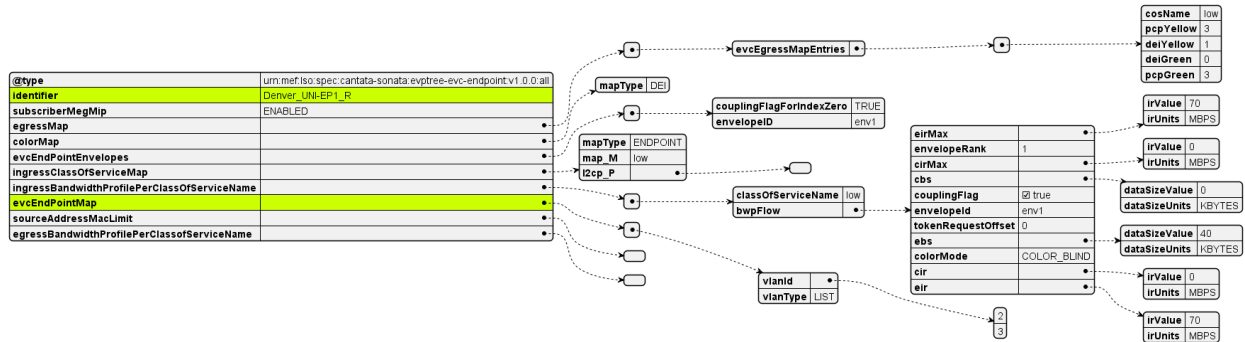 @type urn:mef:lso:spec:cantata-sonata:evptree-evc-endpoint:v1.0.0:all
identifier Denver_UNI-EP1_R
subscriberMegMip ENABLED
egressMap
colorMap
evcEndPointEnvelopes
ingressClassOfServiceMap
ingressBandwidthProfilePerClassOfServiceName
evcEndPointMap
sourceAddressMacLimit
egressBandwidthProfilePerClassofServiceName
evcEgressMapEntries
cosName low
pcpYellow 3
deiYellow 1
deiGreen 0
pcpGreen 3
mapType DEI
couplingFlagForIndexZero TRUE
envelopeID env1
mapType ENDPOINT
map_M low
l2cp_P
classOfServiceName low
bwpFlow
eirMax
envelopeRank 1
cirMax
cbs
couplingFlag ☑ true
envelopeId env1
tokenRequestOffset 0
ebs
colorMode COLOR_BLIND
cir
eir
irValue 70
irUnits MBPS
irValue 0
irUnits MBPS
dataSizeValue 0
dataSizeUnits KBYTES
dataSizeValue 40
dataSizeUnits KBYTES
irValue 0
irUnits MBPS
irValue 70
irUnits MBPS
vlanId
vlanType LIST
2
3